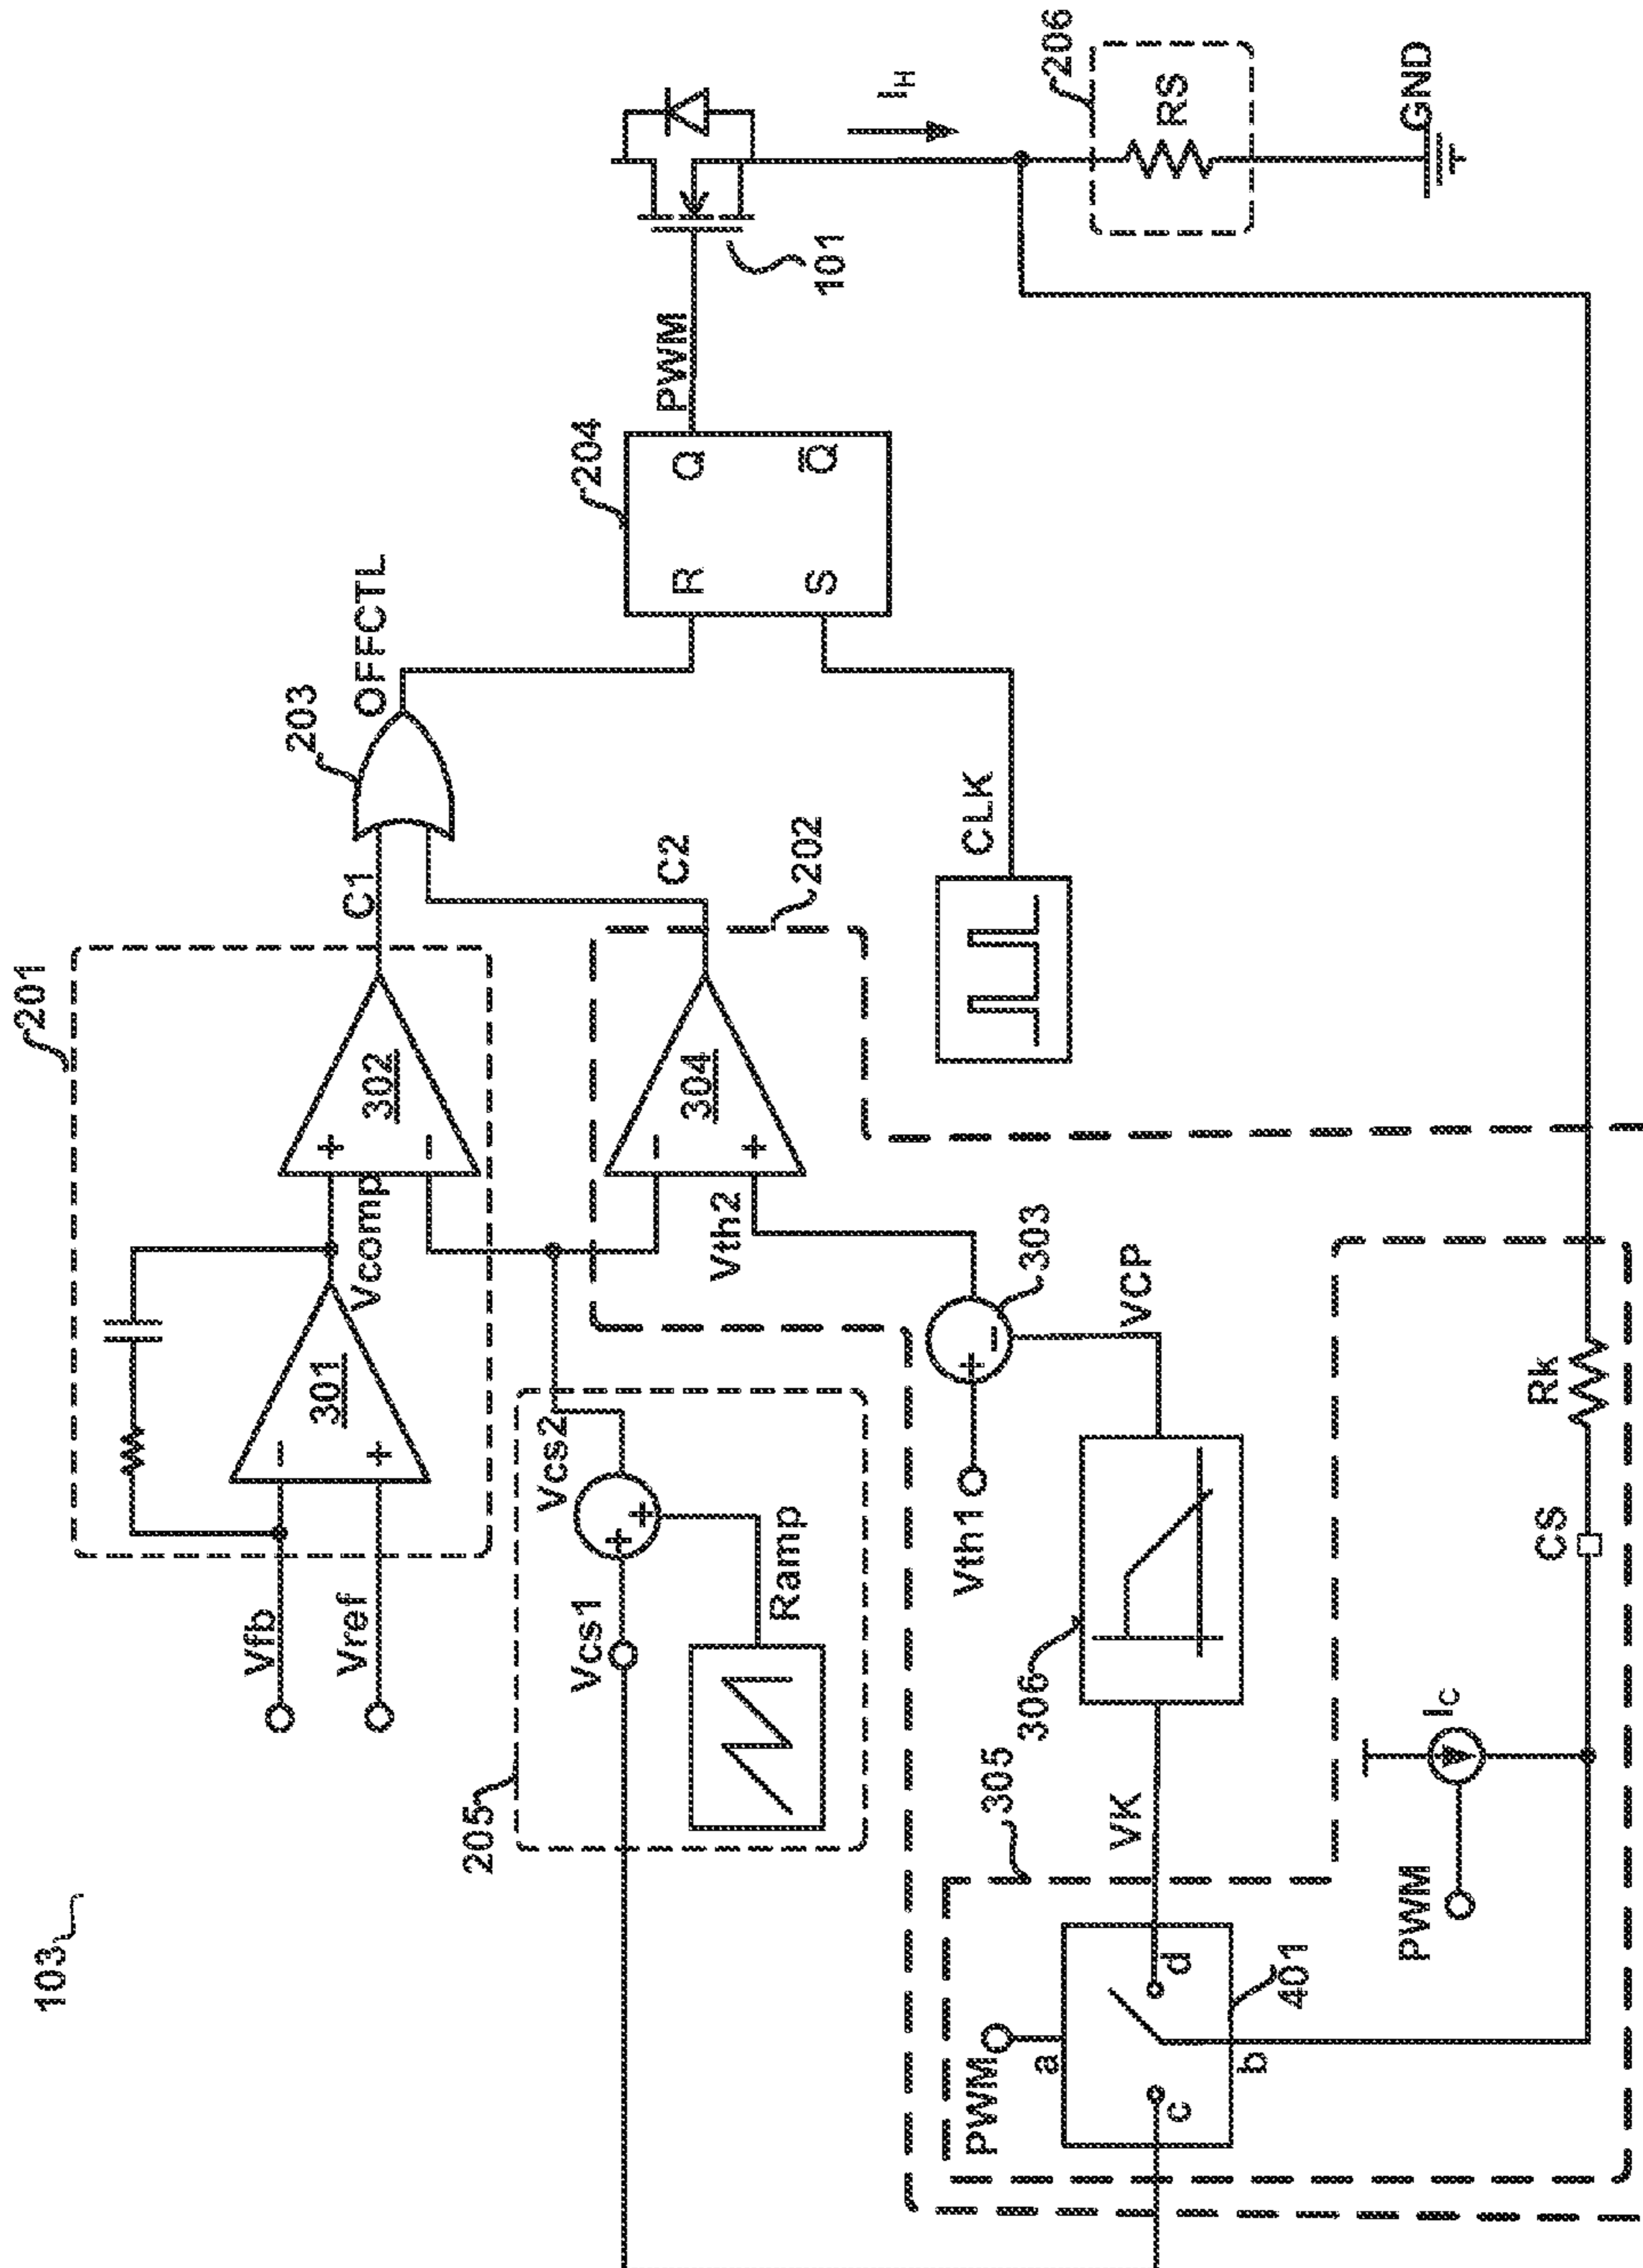 103
201
Vfb
Vref
301
Vcomp
302
C1
203
OFFCTL
204
R
Q
S
Q̅
PWM
101
IH
206
RS
GND
205
Vcs1
Vcs2
Ramp
304
C2
202
Vth2
CLK
Vth1
303
VCP
306
305
VK
PWM
a
b
c
d
401
PWM
IC
CS
Rk
+
−
−
+
−
+
+
+
+
−